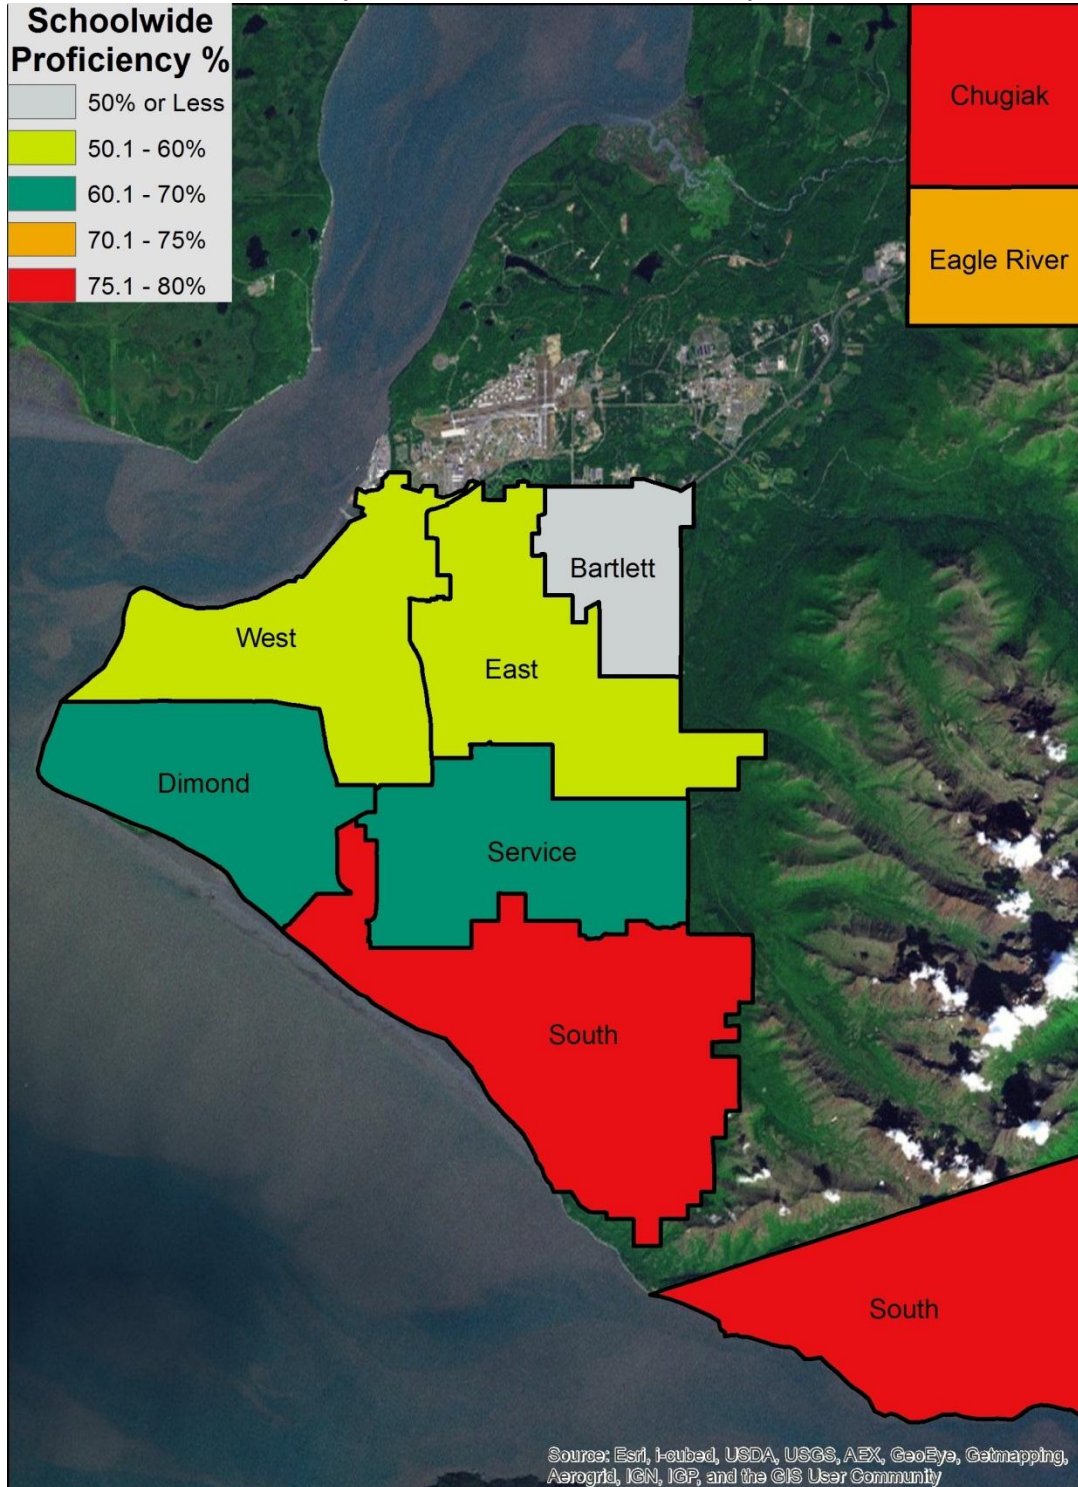 Schoolwide
Proficiency %
50% or Less
50.1 - 60%
60.1 - 70%
70.1 - 75%
75.1 - 80%
Chugiak
Eagle River
Bartlett
West
East
Dimond
Service
South
South
Source: Esri, i-cubed, USDA, USGS, AEX, GeoEye, Getmapping,
Aerogrid, IGN, IGP, and the GIS User Community